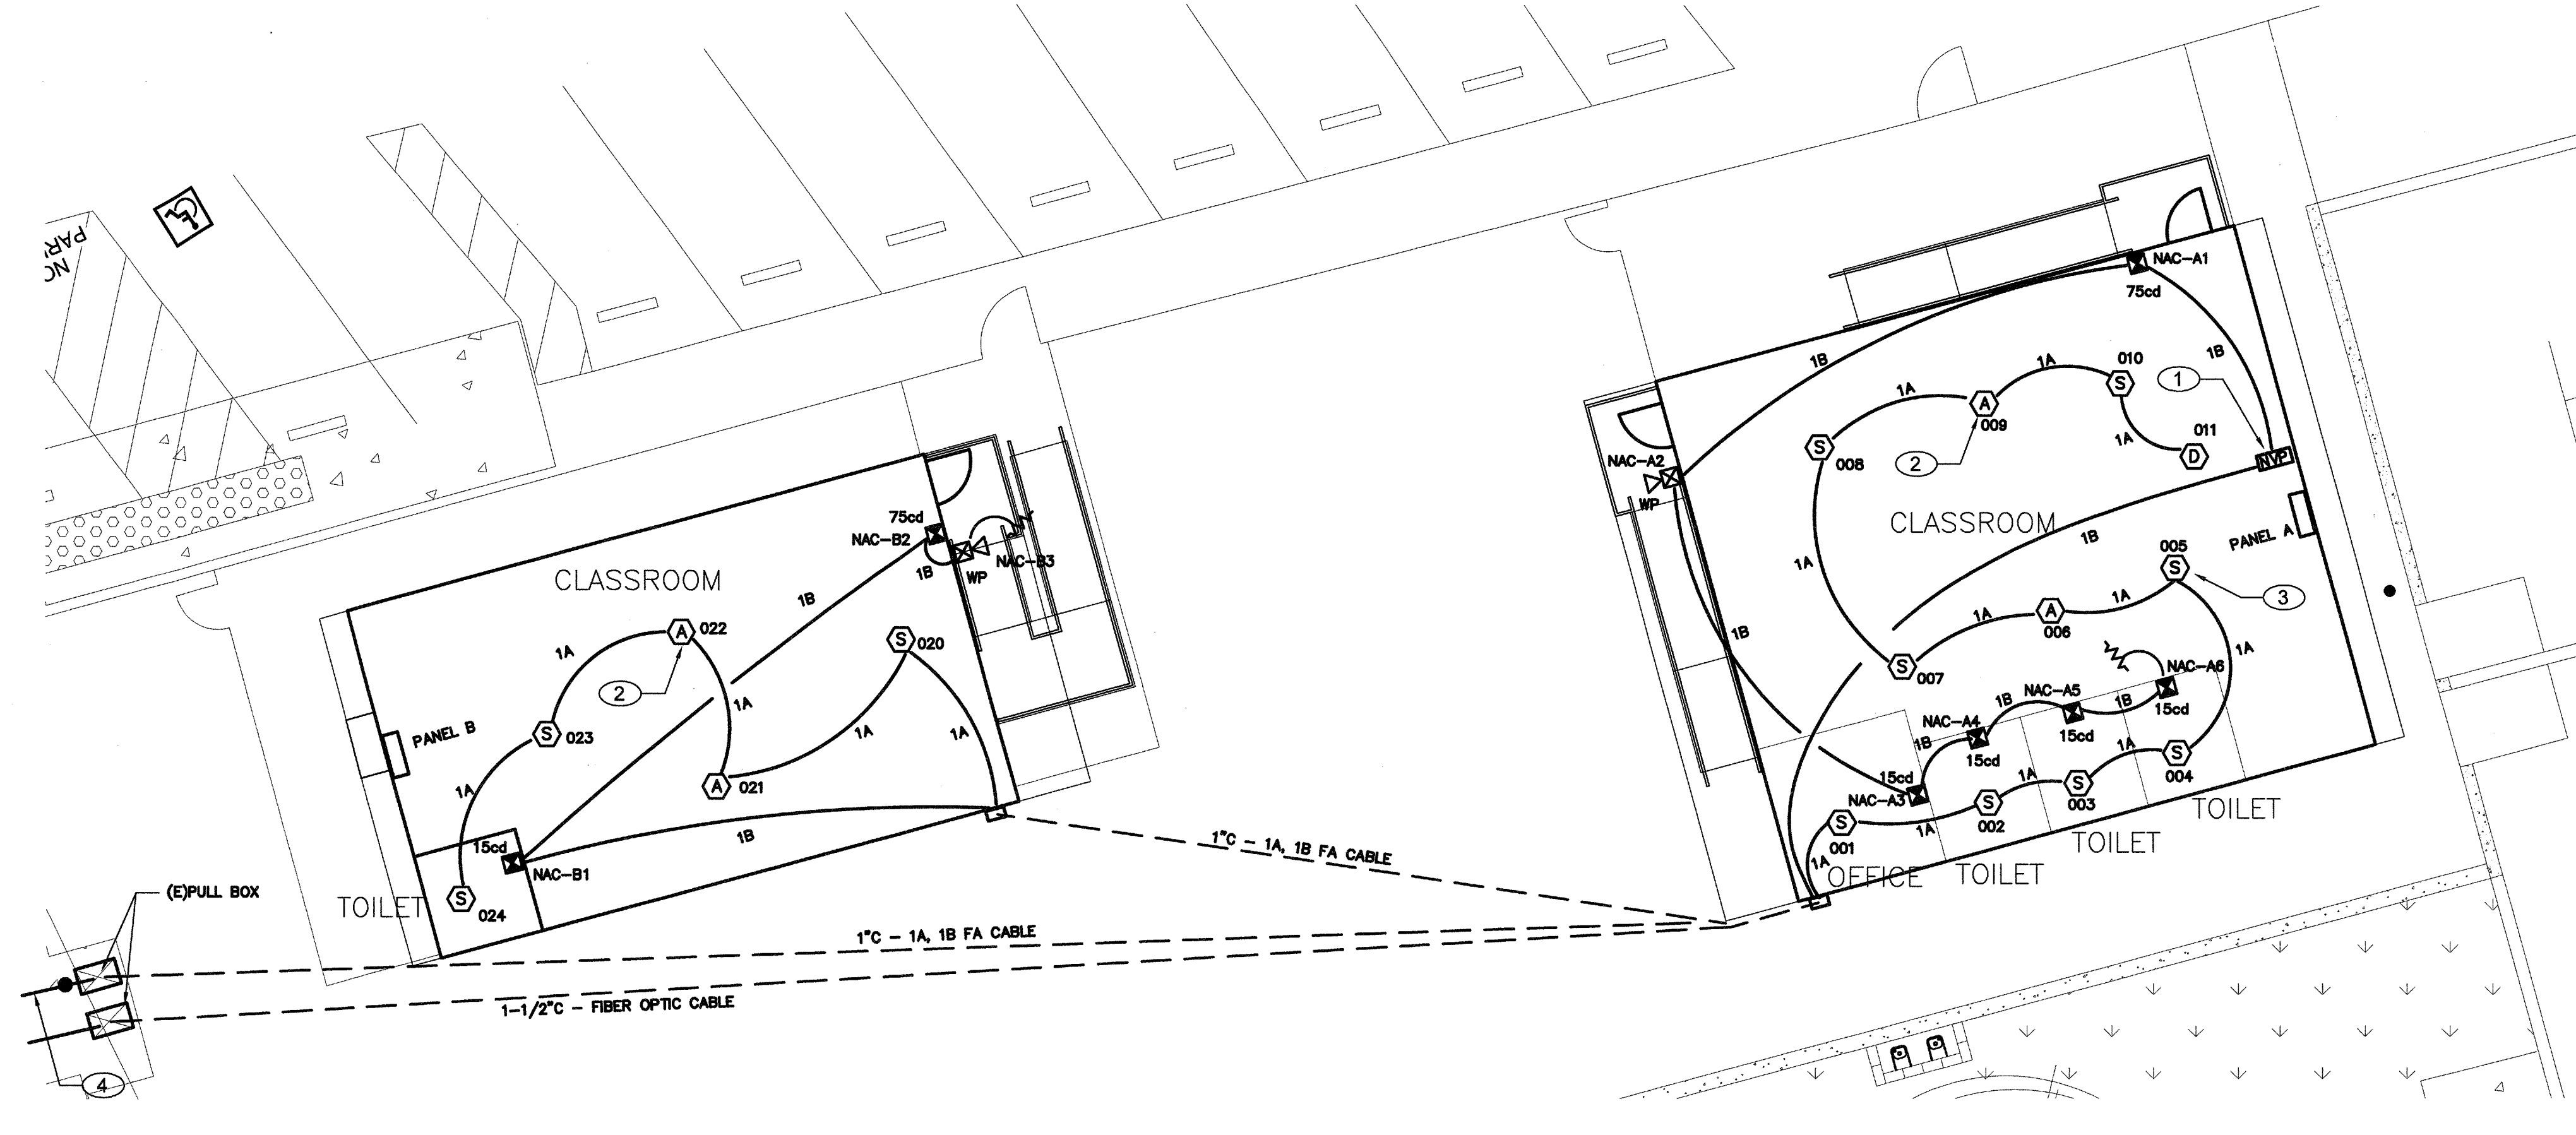 NO
PAR
NAC-A1
75cd
1B
1B
010
1A
1A
1
S
A
S
009
008
2
1A
011
D
NVP
NAC-A2
WP
CLASSROOM
1B
PANEL A
1A
005
S
3
1A
1A
A
006
1B
S
007
1A
NAC-A6
NAC-A5
1B
1B
15cd
NAC-A4
15cd
1B
15cd
15cd
NAC-A3
1A
S
004
1A
S
003
S
002
1A
S
001
1A
OFFICE
TOILET
TOILET
TOILET
75cd
NAC-B2
1B
WP
NAC-B3
CLASSROOM
1B
A
022
S
020
1A
2
1A
1A
1A
S
023
PANEL B
A
021
1A
1B
15cd
NAC-B1
TOILET
S
024
(E)PULL BOX
1"C - 1A, 1B FA CABLE
1"C - 1A, 1B FA CABLE
1-1/2"C - FIBER OPTIC CABLE
4